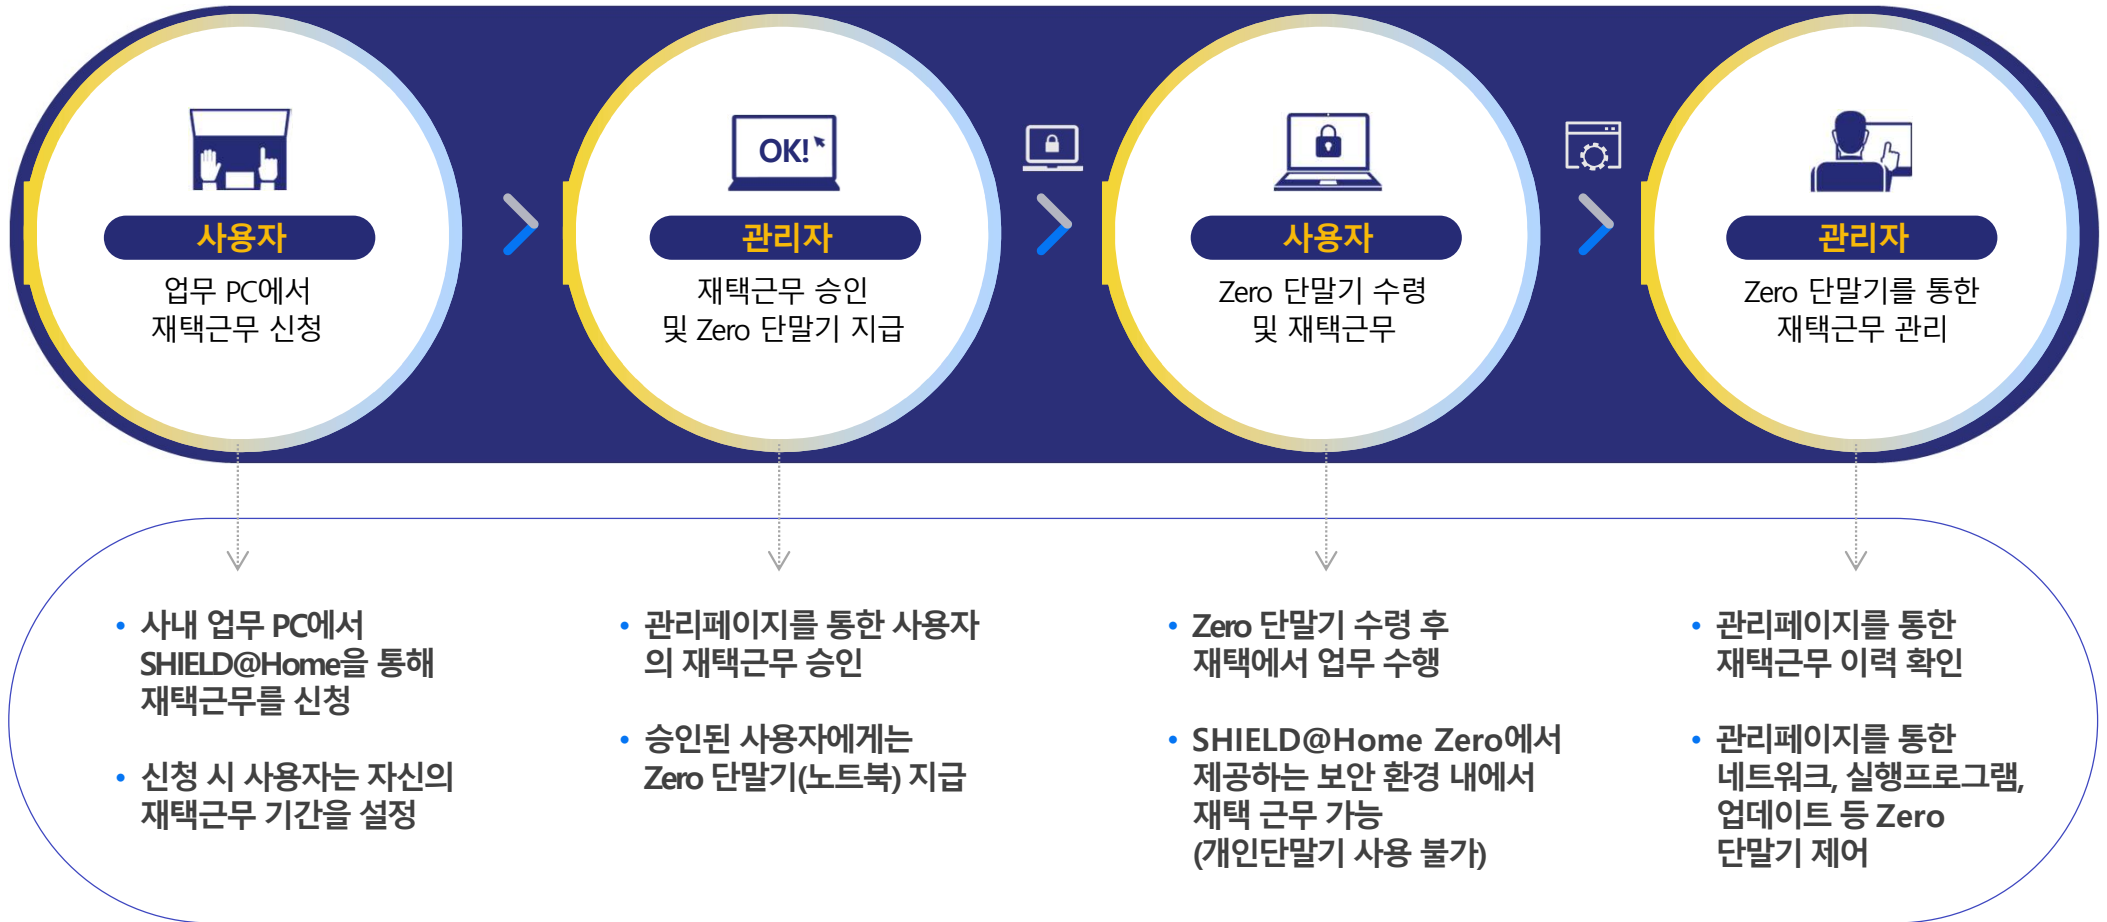 사용자
업무 PC에서
재택근무 신청
OK!
관리자
재택근무 승인
및 Zero 단말기 지급
사용자
Zero 단말기 수령
및 재택근무
관리자
Zero 단말기를 통한
재택근무 관리
• 사내 업무 PC에서
SHIELD@Home을 통해
재택근무를 신청
• 신청 시 사용자는 자신의
재택근무 기간을 설정
• 관리페이지를 통한 사용자
의 재택근무 승인
• 승인된 사용자에게는
Zero 단말기(노트북) 지급
• Zero 단말기 수령 후
재택에서 업무 수행
• SHIELD@Home Zero에서
제공하는 보안 환경 내에서
재택 근무 가능
(개인단말기 사용 불가)
• 관리페이지를 통한
재택근무 이력 확인
• 관리페이지를 통한
네트워크, 실행프로그램,
업데이트 등 Zero
단말기 제어